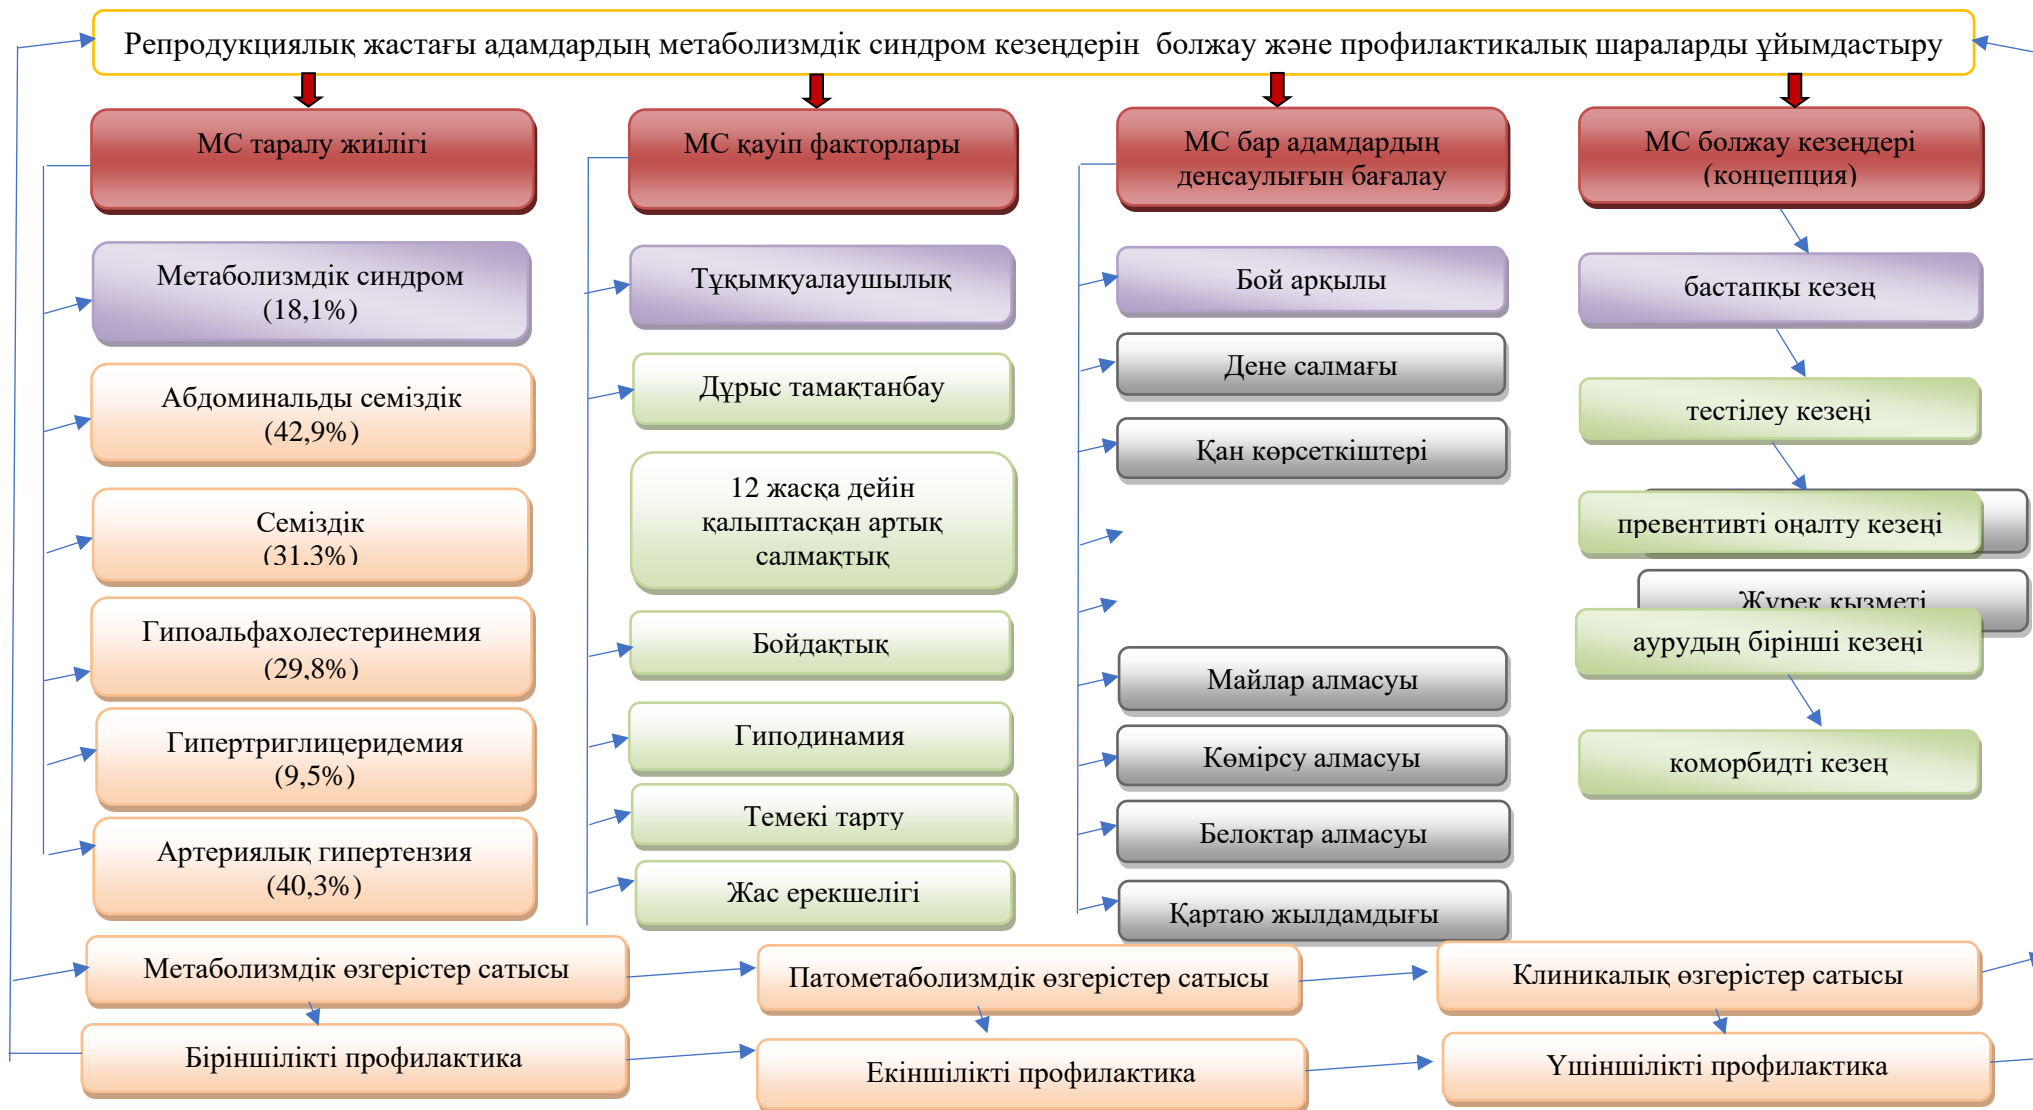 Репродукциялық жастағы адамдардың метаболизмдік синдром кезеңдерін болжау және профилактикалық шараларды ұйымдастыру
МС таралу жиілігі
Метаболизмдік синдром
(18,1%)
Абдоминальды семіздік
(42,9%)
Семіздік
(31,3%)
Гипоальфахолестеринемия
(29,8%)
Гипертриглицеридемия
(9,5%)
Артериялық гипертензия
(40,3%)
МС қауіп факторлары
Тұқымқуалаушылық
Дұрыс тамақтанбау
12 жасқа дейін
қалыптасқан артық
салмақтық
Бойдақтық
Гиподинамия
Темекі тарту
Жас ерекшелігі
МС бар адамдардың
денсаулығын бағалау
Бой арқылы
Дене салмағы
Қан көрсеткіштері
Майлар алмасуы
Көмірсу алмасуы
Белоктар алмасуы
Қартаю жылдамдығы
МС болжау кезеңдері
(концепция)
бастапқы кезең
тестілеу кезеңі
превентивті оңалту кезеңі
Жүрек қызметі
аурудың бірінші кезеңі
коморбидті кезең
Метаболизмдік өзгерістер сатысы
Патометаболизмдік өзгерістер сатысы
Клиникалық өзгерістер сатысы
Біріншілікті профилактика
Екіншілікті профилактика
Үшіншілікті профилактика